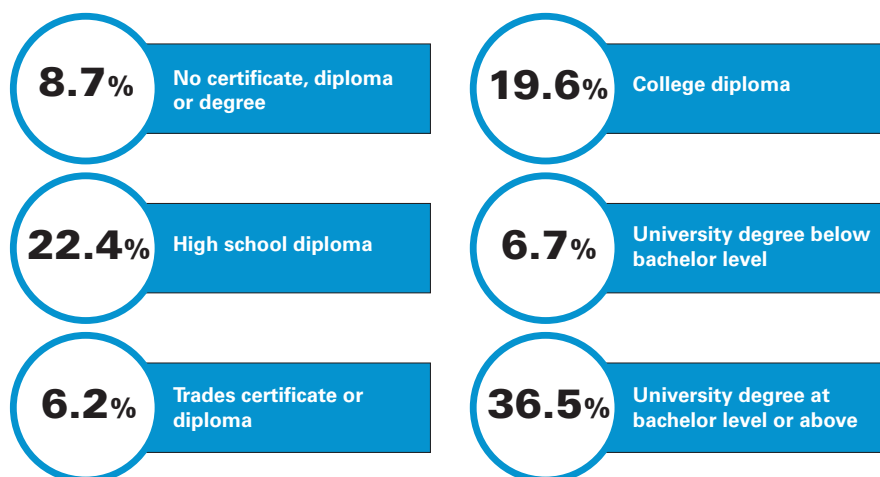 8.7%
No certificate, diploma
or degree
22.4%
High school diploma
6.2%
Trades certificate or
diploma
19.6%
College diploma
6.7%
University degree below
bachelor level
36.5%
University degree at
bachelor level or above